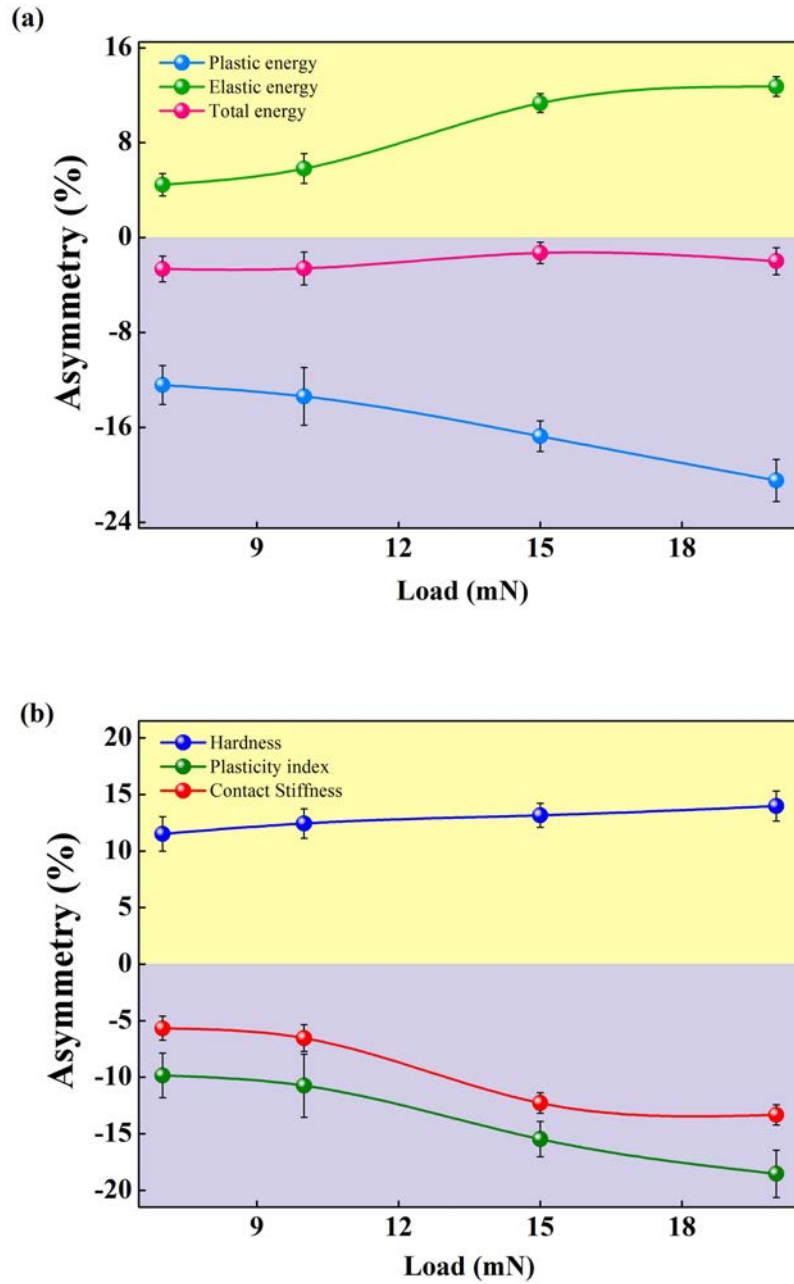 (a)
16
8
0
-8
-16
-24
Asymmetry (%)
Plastic energy
Elastic energy
Total energy
9 12 15 18
Load (mN)
(b)
20
15
10
5
0
-5
-10
-15
-20
Asymmetry (%)
Hardness
Plasticity index
Contact Stiffness
9 12 15 18
Load (mN)